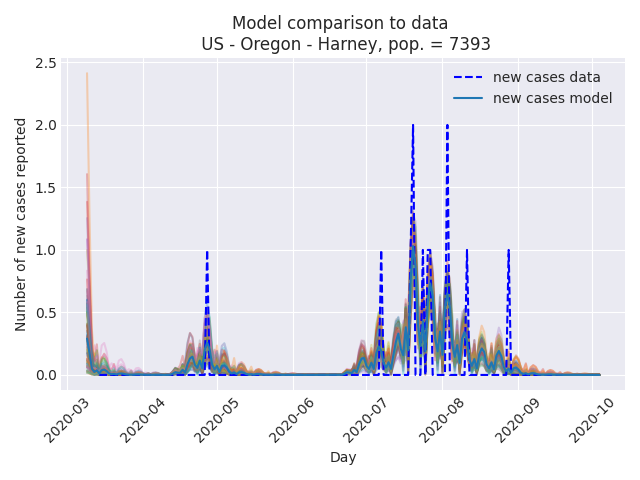 Model comparison to data
US - Oregon - Harney, pop. = 7393
new cases data
new cases model
Number of new cases reported
2.5
2.0
1.5
1.0
0.5
0.0
2020-03
2020-04
2020-05
2020-06
2020-07
2020-08
2020-09
2020-10
Day